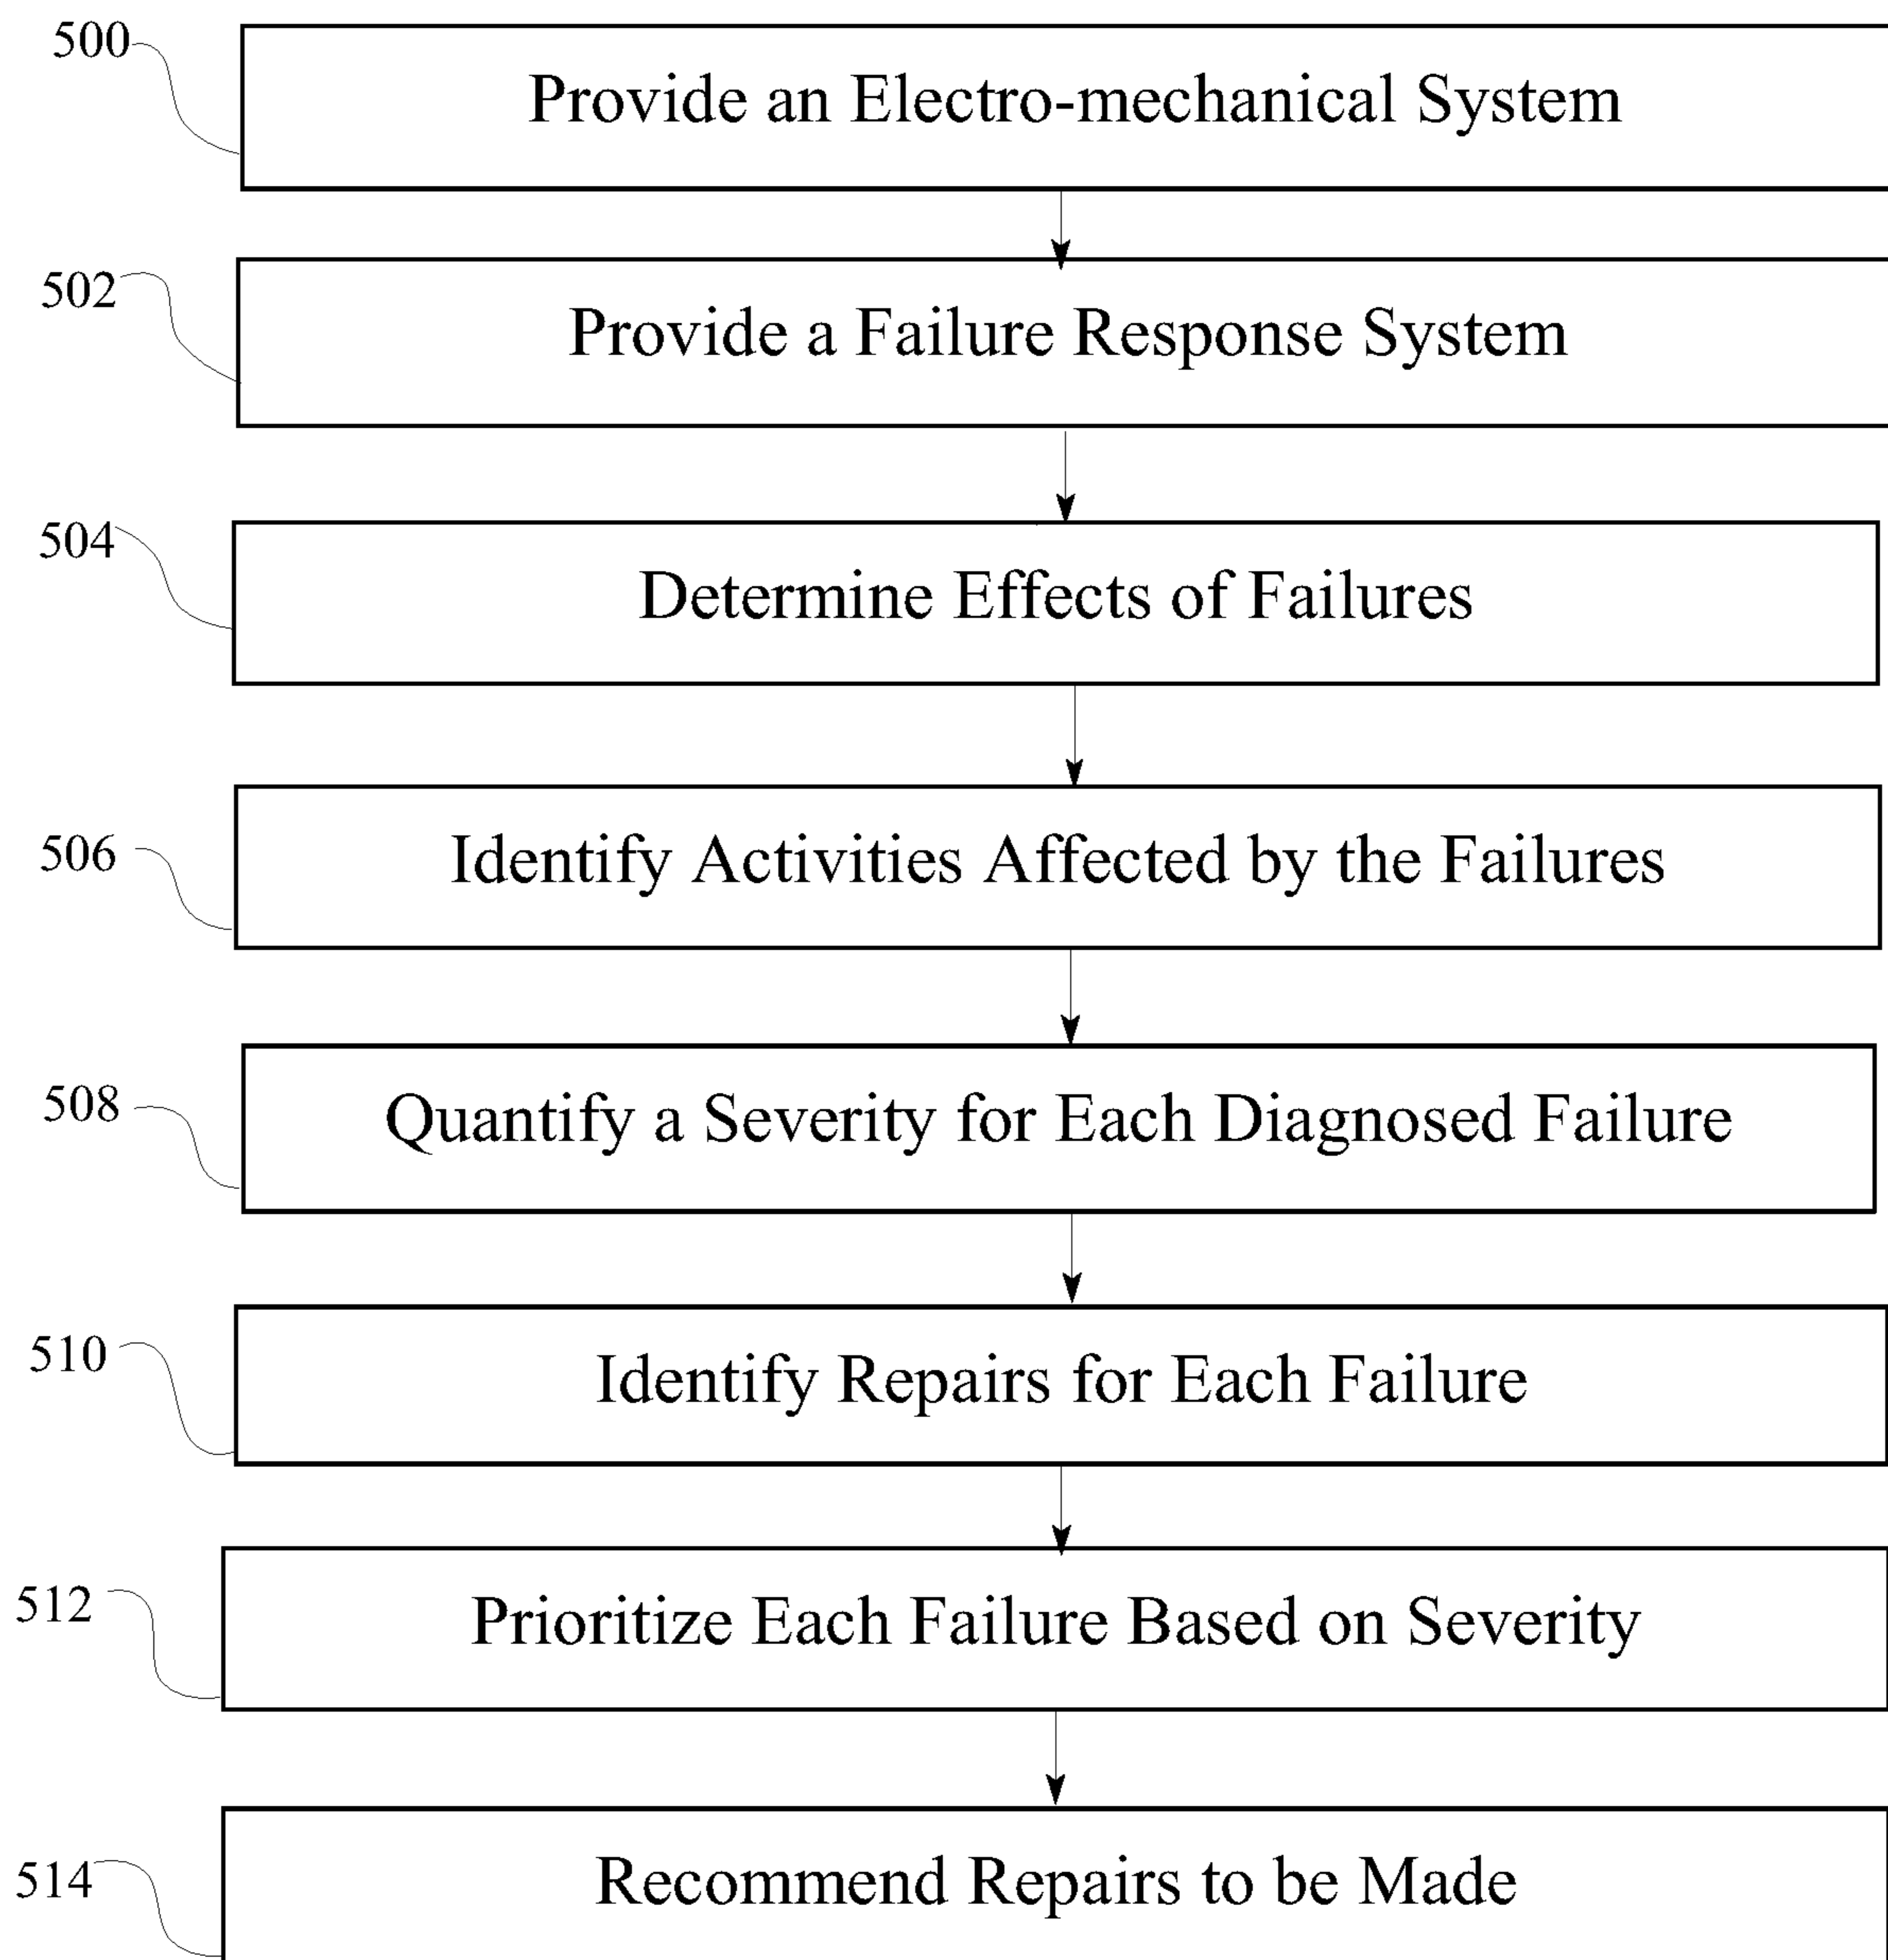 500
Provide an Electro-mechanical System
502
Provide a Failure Response System
504
Determine Effects of Failures
506
Identify Activities Affected by the Failures
508
Quantify a Severity for Each Diagnosed Failure
510
Identify Repairs for Each Failure
512
Prioritize Each Failure Based on Severity
514
Recommend Repairs to be Made